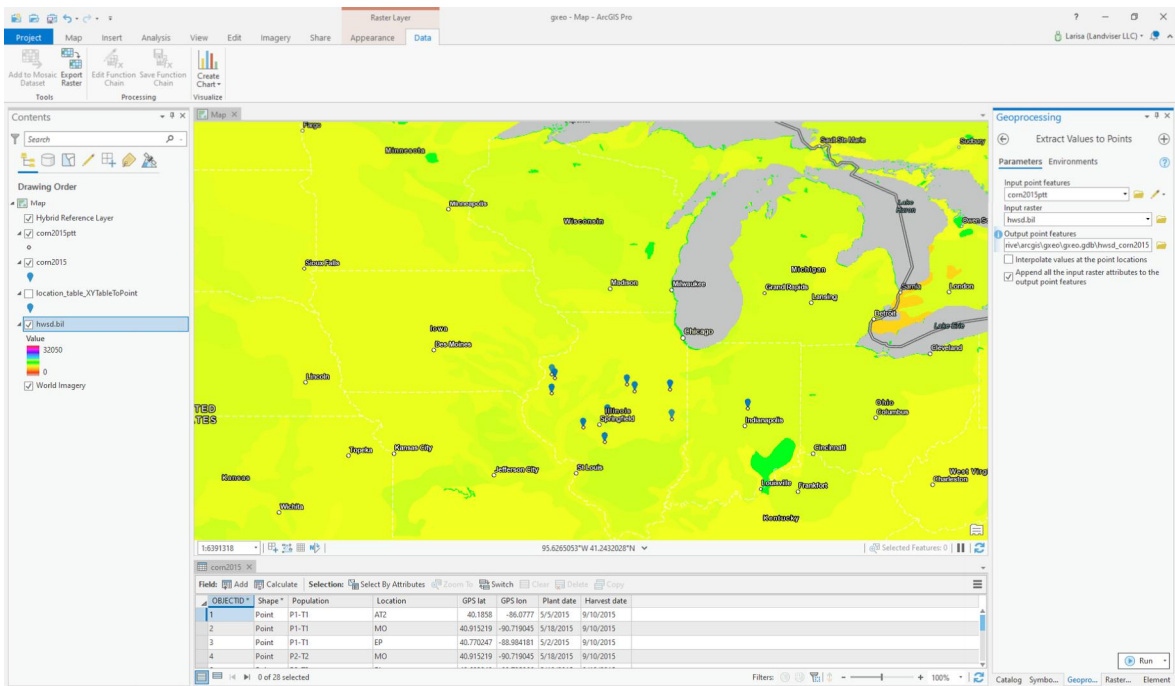 Raster Layer
gxeo - Map - ArcGIS Pro
?
Project Map Insert Analysis View Edit Imagery Share Appearance Data
Larisa (Landviser LLC)
Add to Mosaic Dataset
Export Raster
Edit Function Chain
Save Function Chain
Create Chart
Tools
Processing
Visualize
Contents
Search
Drawing Order
Map
Hybrid Reference Layer
corn2015ptt
corn2015
location_table_XYTableToPoint
hwsd.bil
Value
32050
0
World Imagery
Map
Fargo
Minnesota
Sault Ste Marie
Sudbury
Minneapolis
Wisconsin
Lake Huron
Owen S
Sioux Falls
Madison
Milwaukee
Michigan
Grand Rapids
Lansing
Sarnia
London
Detroit
Iowa
Des Moines
Chicago
Lake Erie
Cleveland
Lincoln
Ohio
Columbus
TED
TES
Illinois
Springfield
Indianapolis
Topeka
Kansas City
Cincinnati
Jefferson City
St Louis
Kansas
West Virg
Charleston
Louisville
Frankfort
Wichita
Kentucky
1:6391318
95.6265053°W 41.2432028°N
Selected Features: 0
corn2015
Field: Add Calculate Selection: Select By Attributes Zoom To Switch Clear Delete Copy
OBJECTID * Shape * Population Location GPS lat GPS lon Plant date Harvest date
1 Point P1-T1 AT2 40.1858 -86.0777 5/5/2015 9/10/2015
2 Point P1-T1 MO 40.915219 -90.719045 5/18/2015 9/10/2015
3 Point P1-T1 EP 40.770247 -88.984181 5/2/2015 9/10/2015
4 Point P2-T2 MO 40.915219 -90.719045 5/18/2015 9/10/2015
0 of 28 selected
Filters:
100%
Geoprocessing
Extract Values to Points
Parameters Environments
Input point features
corn2015ptt
Input raster
hwsd.bil
Output point features
rive\arcgis\gxeo\gxeo.gdb\hwsd_corn2015
Interpolate values at the point locations
Append all the input raster attributes to the output point features
Run
Catalog Symbo... Geopro... Raster... Element